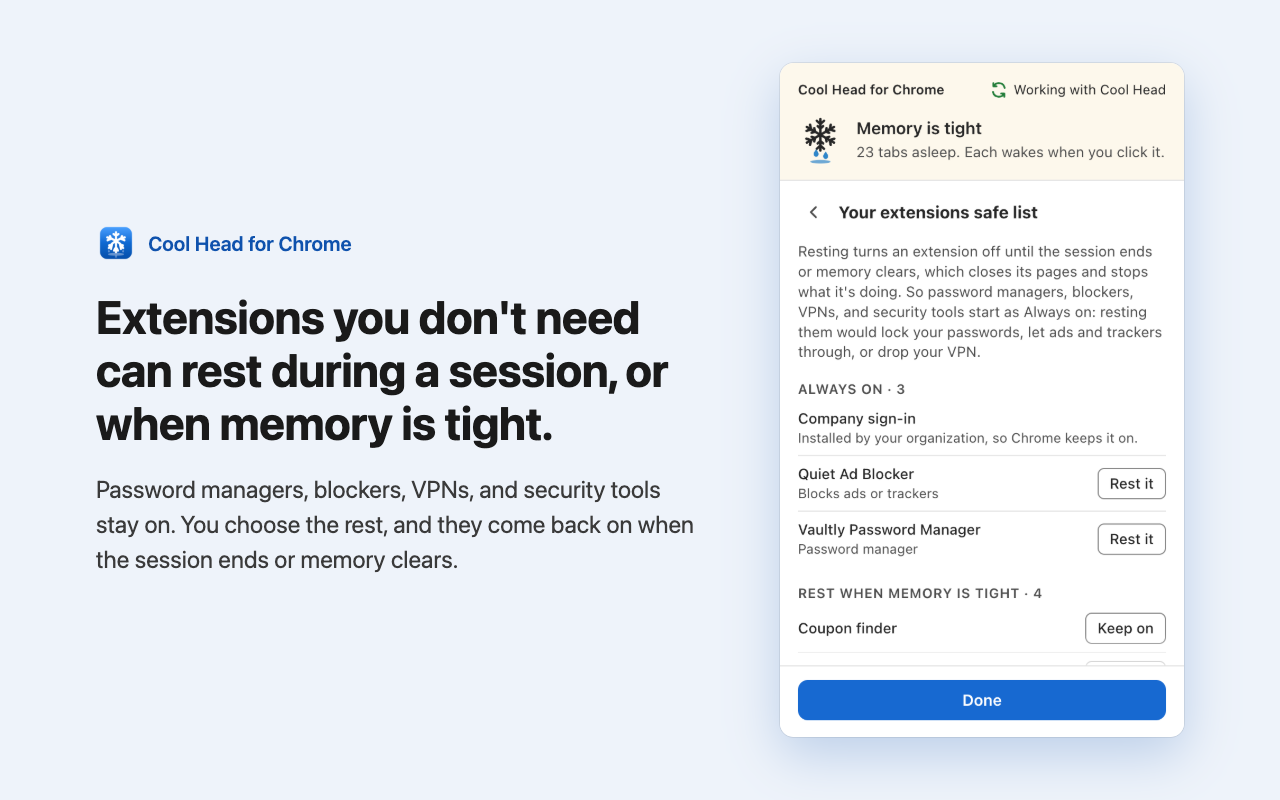 Cool Head for Chrome
Extensions you don't need
can rest during a session, or
when memory is tight.
Password managers, blockers, VPNs, and security tools
stay on. You choose the rest, and they come back on when
the session ends or memory clears.
Cool Head for Chrome
Working with Cool Head
Memory is tight
23 tabs asleep. Each wakes when you click it.
Your extensions safe list
Resting turns an extension off until the session ends
or memory clears, which closes its pages and stops
what it's doing. So password managers, blockers,
VPNs, and security tools start as Always on: resting
them would lock your passwords, let ads and trackers
through, or drop your VPN.
ALWAYS ON · 3
Company sign-in
Installed by your organization, so Chrome keeps it on.
Quiet Ad Blocker
Blocks ads or trackers
Rest it
Vaultly Password Manager
Password manager
Rest it
REST WHEN MEMORY IS TIGHT · 4
Coupon finder
Keep on
Done